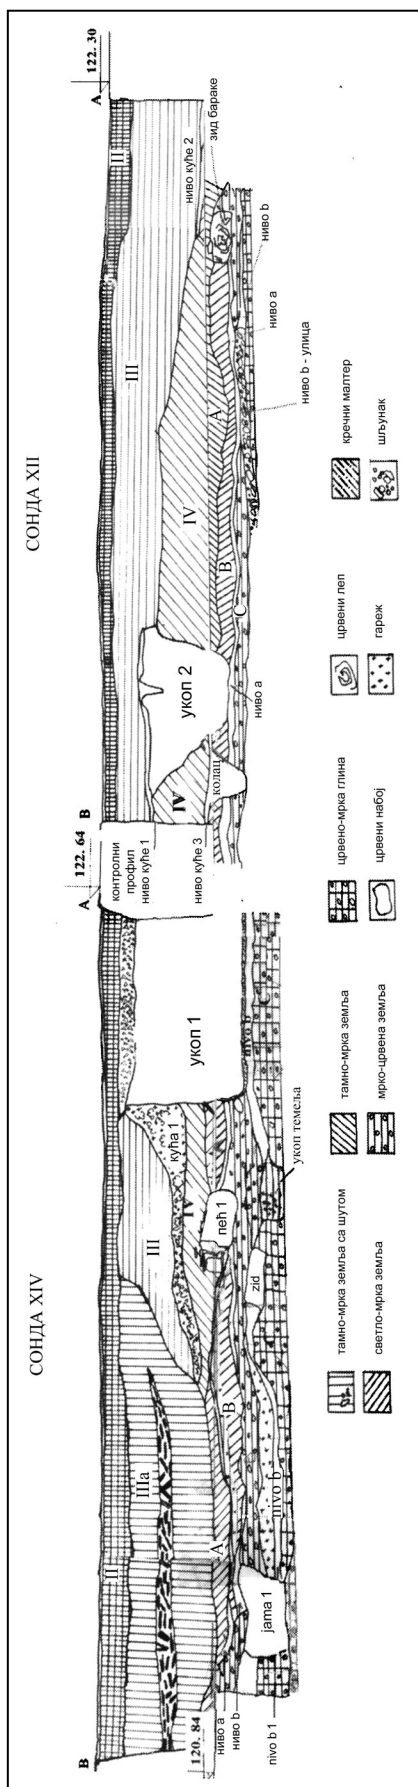 СОНДА XIV
СОНДА XII
B
A
122. 64
B
A
122. 30
120. 84
II
IIIa
III
кућа 1
IV
пећ 1
A
B
zid
nivo b
jama 1
ниво а
ниво b
nivo b 1
укоп темеља
укоп 1
nivo b
C
контролни
профил
ниво куће 1
ниво куће 3
IV
колац
укоп 2
ниво а
II
III
IV
A
B
C
ниво куће 2
зид бараке
ниво b
ниво а
ниво b - улица
тамно-мрка земља са шутом
тамно-мрка земља
црвено-мрка глина
црвени леп
кречни малтер
светло-мрка земља
мрко-црвена земља
црвени набој
гареж
шљунак